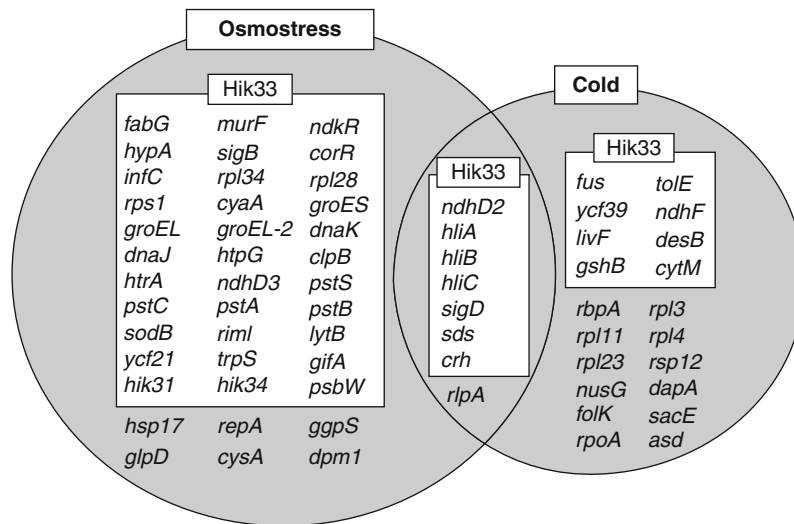 Osmostress
Hik33
fabG murF ndkR
hypA sigB corR
infC rpl34 rpl28
rps1 cyaA groES
groEL groEL-2 dnaK
dnaJ htpG clpB
htrA ndhD3 pstS
pstC pstA pstB
sodB riml lytB
ycf21 trpS gifA
hik31 hik34 psbW
hsp17 repA ggpS
glpD cysA dpm1
Hik33
ndhD2
hliA
hliB
hliC
sigD
sds
crh
rlpA
Cold
Hik33
fus tolE
ycf39 ndhF
livF desB
gshB cytM
rbpA rpl3
rpl11 rpl4
rpl23 rsp12
nusG dapA
folK sacE
rpoA asd